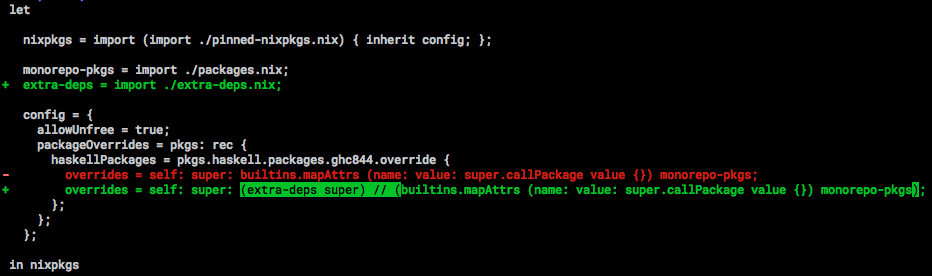 let
nixpkgs = import (import ./pinned-nixpkgs.nix) { inherit config; };
monorepo-pkgs = import ./packages.nix;
+ extra-deps = import ./extra-deps.nix;
config = {
allowUnfree = true;
packageOverrides = pkgs: rec {
haskellPackages = pkgs.haskell.packages.ghc844.override {
- overrides = self: super: builtins.mapAttrs (name: value: super.callPackage value {}) monorepo-pkgs;
+ overrides = self: super: (extra-deps super) // (builtins.mapAttrs (name: value: super.callPackage value {}) monorepo-pkgs);
};
};
};
in nixpkgs